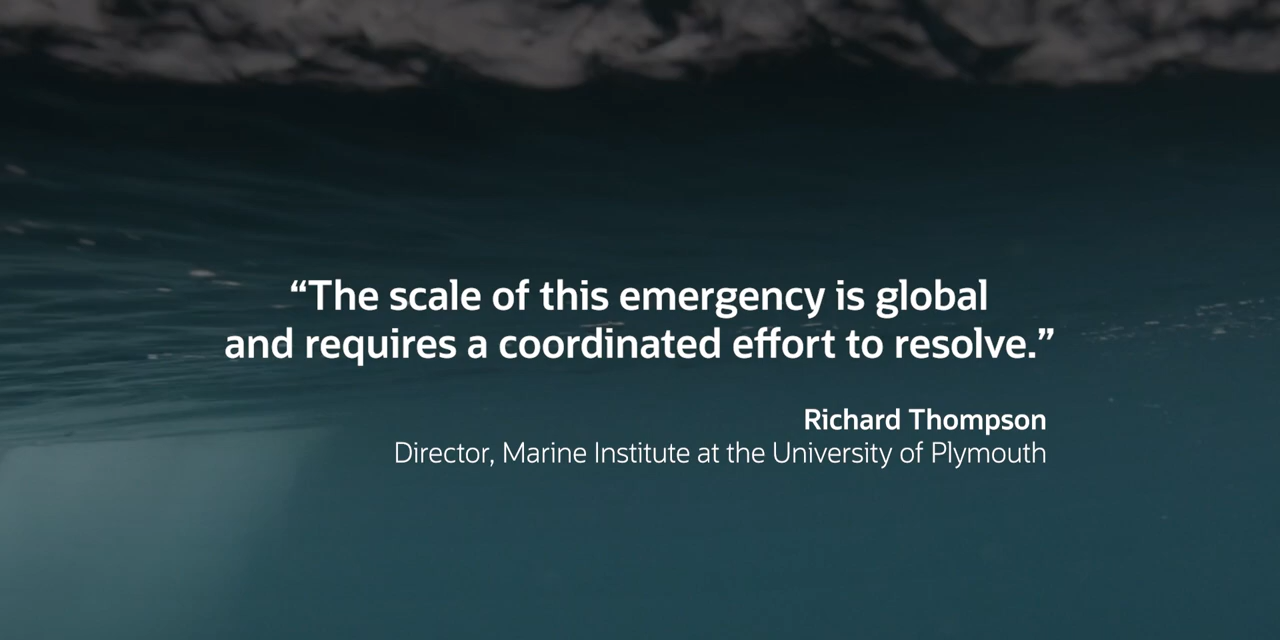 “The scale of this emergency is global
and requires a coordinated effort to resolve.”
Richard Thompson
Director, Marine Institute at the University of Plymouth